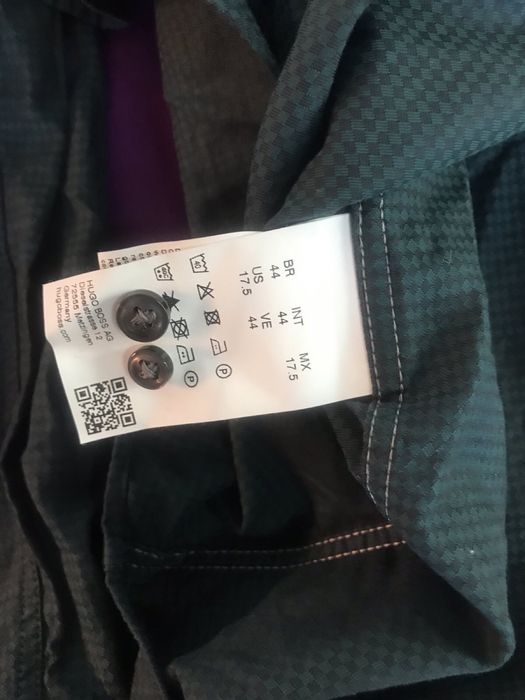 BR INT MX
44 44 17.5
US VE
17.5 44
40 P
P
HUGO BOSS AG
Dieselstrasse 12
72555 Metzingen
Germany
hugoboss.com